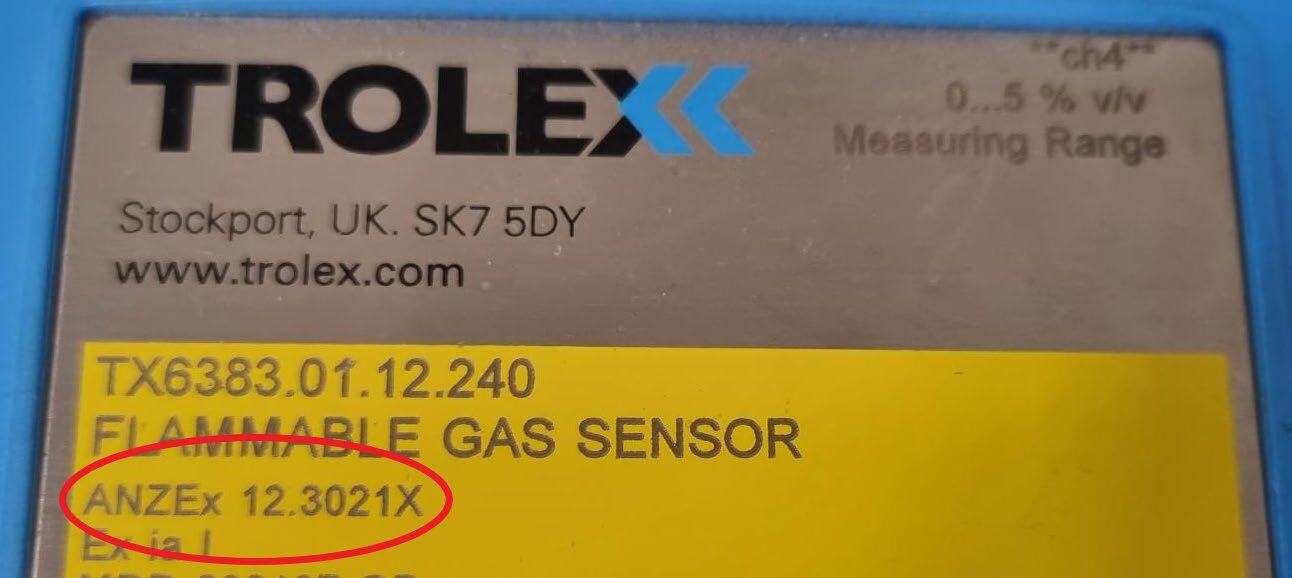 TROLEX
**ch4**
0...5 % v/v
Measuring Range
Stockport, UK. SK7 5DY
www.trolex.com
TX6383.01.12.240
FLAMMABLE GAS SENSOR
ANZEx 12.3021X
Ex ia I